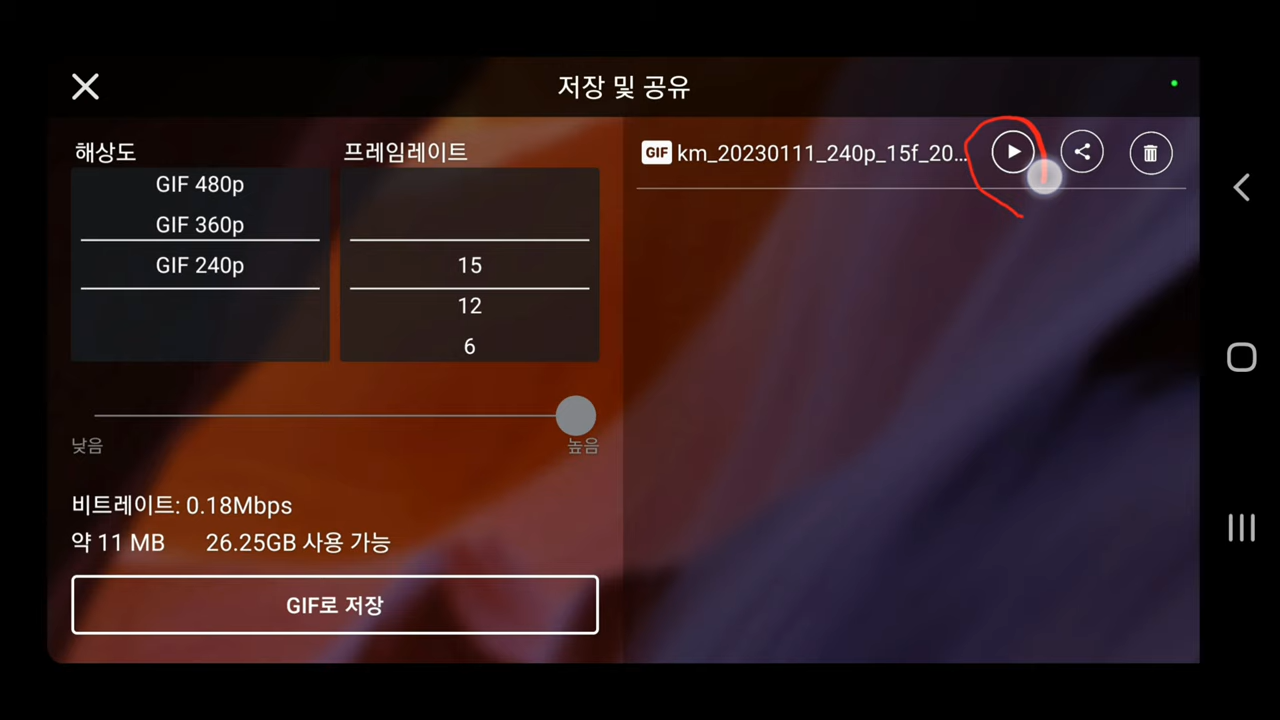 저장 및 공유
해상도
프레임레이트
GIF 480p
GIF 360p
GIF 240p
15
12
6
낮음
높음
비트레이트: 0.18Mbps
약 11 MB 26.25GB 사용 가능
GIF로 저장
GIF km_20230111_240p_15f_20...